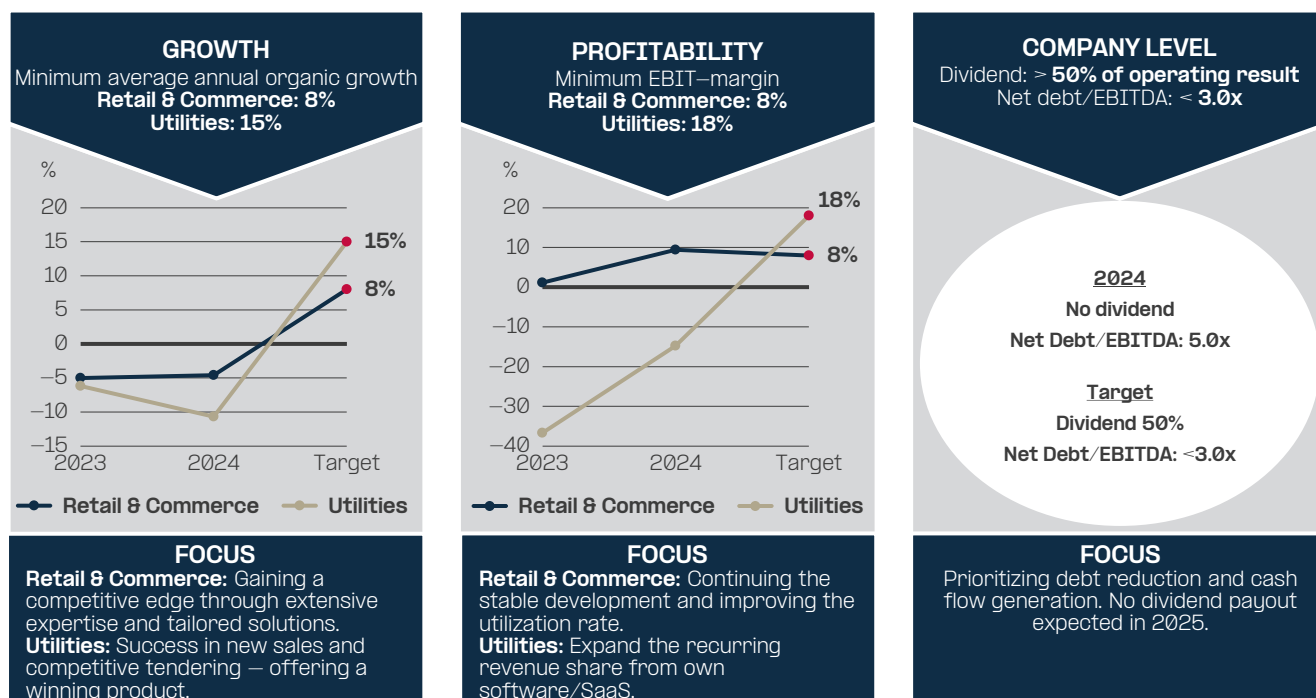 GROWTH
Minimum average annual organic growth
Retail & Commerce: 8%
Utilities: 15%
%
20
15
10
5
0
–5
–10
–15
15%
8%
2023 2024 Target
Retail & Commerce Utilities
FOCUS
Retail & Commerce: Gaining a
competitive edge through extensive
expertise and tailored solutions.
Utilities: Success in new sales and
competitive tendering – offering a
winning product.
PROFITABILITY
Minimum EBIT–margin
Retail & Commerce: 8%
Utilities: 18%
%
20
10
0
–10
–20
–30
–40
18%
8%
2023 2024 Target
Retail & Commerce Utilities
FOCUS
Retail & Commerce: Continuing the
stable development and improving the
utilization rate.
Utilities: Expand the recurring
revenue share from own
software/SaaS.
COMPANY LEVEL
Dividend: > 50% of operating result
Net debt/EBITDA: < 3.0x
2024
No dividend
Net Debt/EBITDA: 5.0x
Target
Dividend 50%
Net Debt/EBITDA: <3.0x
FOCUS
Prioritizing debt reduction and cash
flow generation. No dividend payout
expected in 2025.